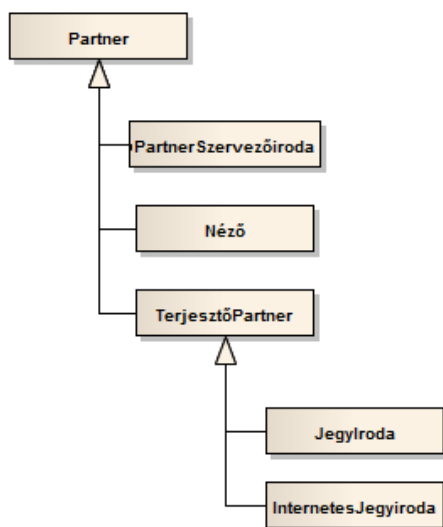 Partner
PartnerSzervezőiroda
Néző
TerjesztőPartner
JegyIroda
InternetesJegyiroda